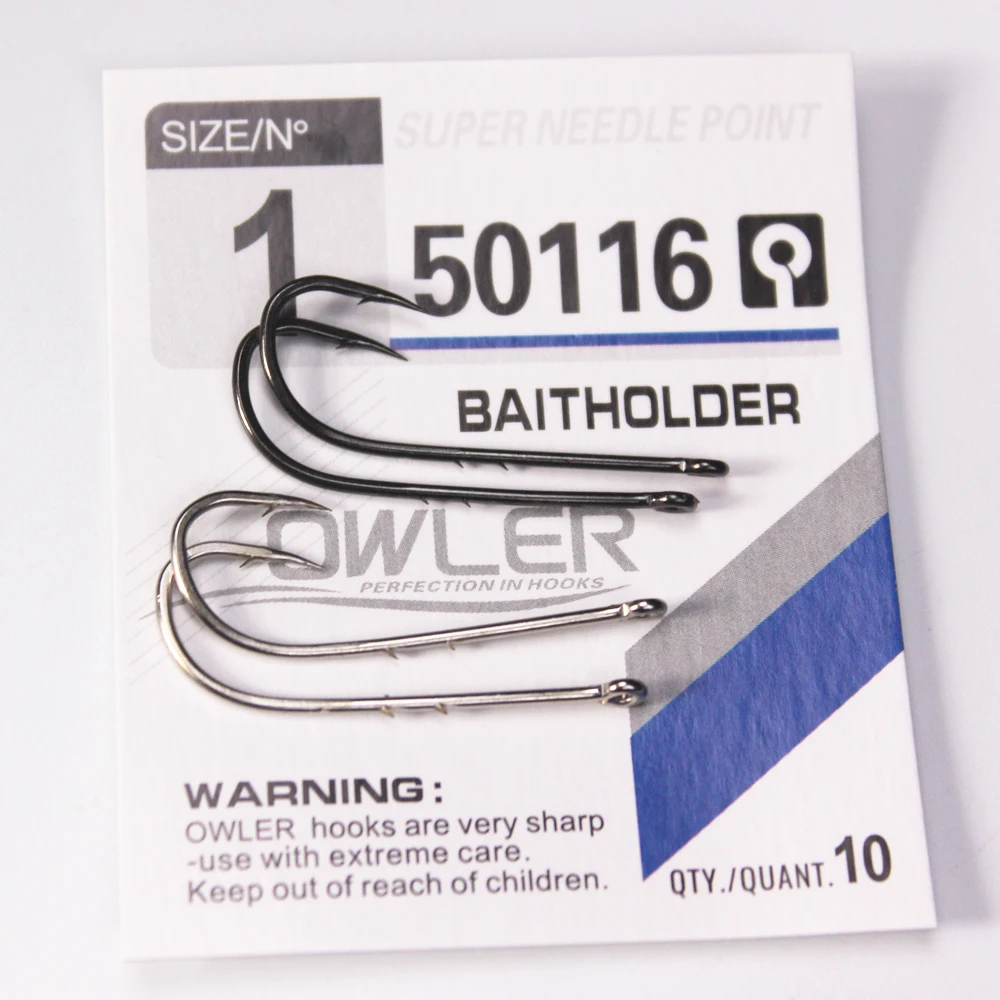 SIZE/Nº
SUPER NEEDLE POINT
1
50116
BAITHOLDER
OWLER
PERFECTION IN HOOKS
WARNING:
OWLER hooks are very sharp
-use with extreme care.
Keep out of reach of children.
QTY./QUANT. 10